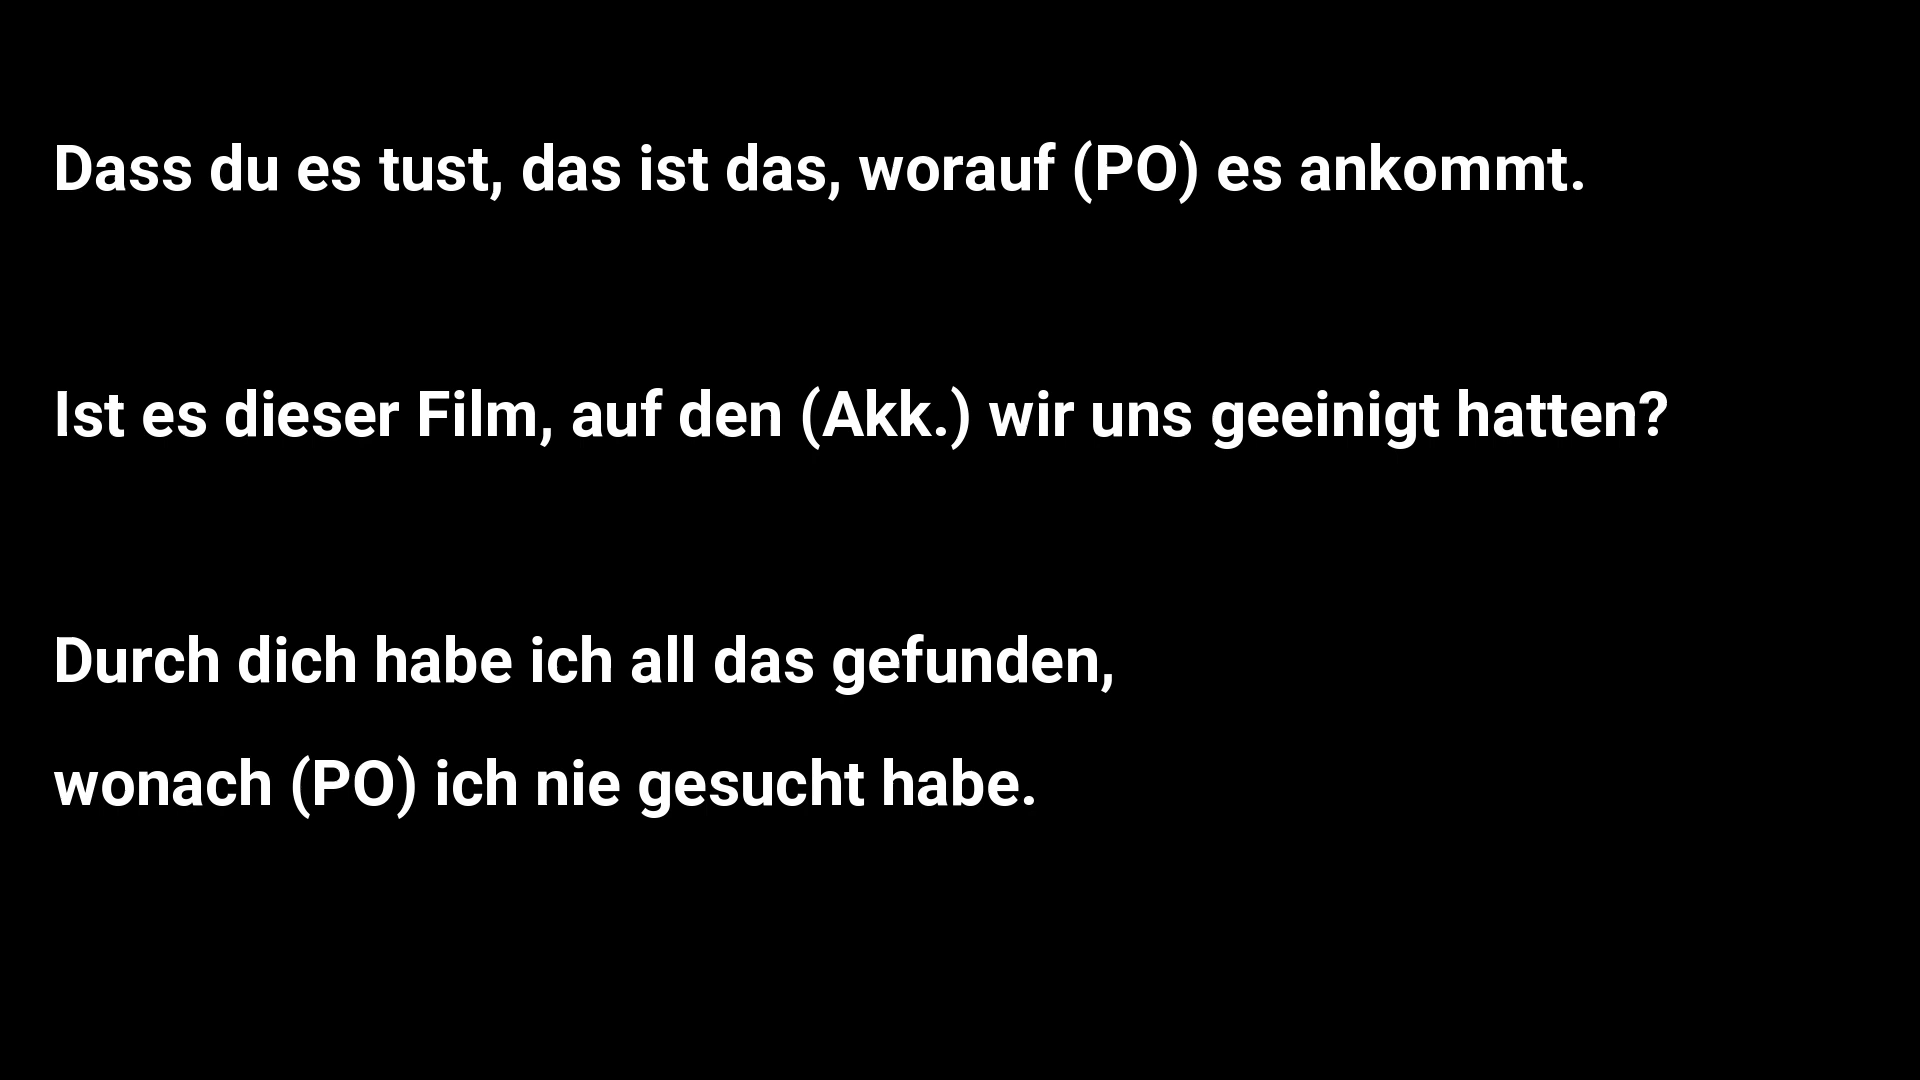 Dass du es tust, das ist das, worauf (PO) es ankommt.
Ist es dieser Film, auf den (Akk.) wir uns geeinigt hatten?
Durch dich habe ich all das gefunden,
wonach (PO) ich nie gesucht habe.